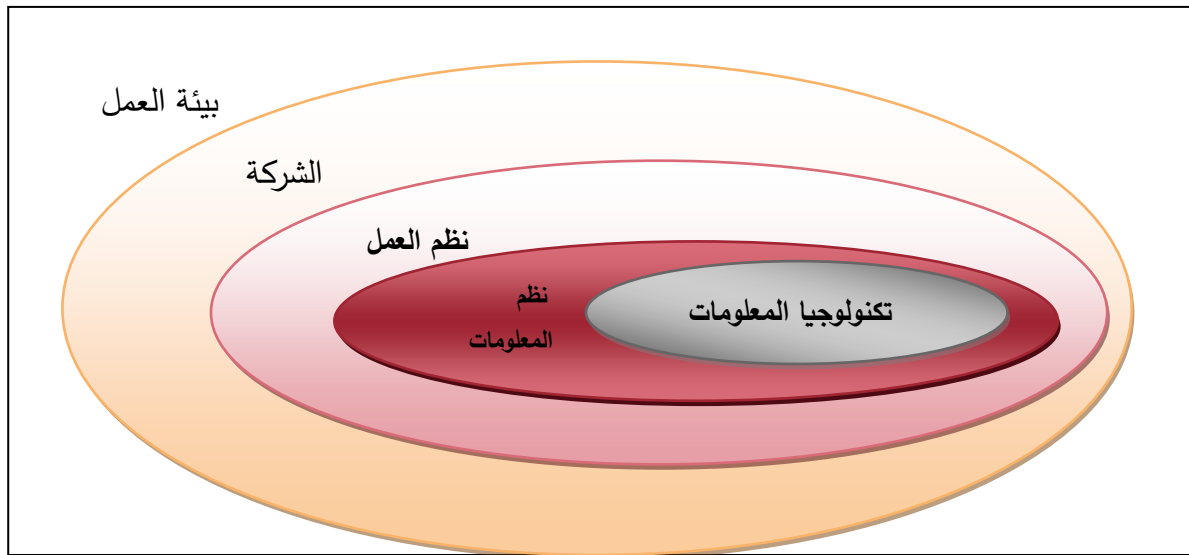 بيئة العمل
الشركة
نظم العمل
نظم
المعلومات
تكنولوجيا المعلومات